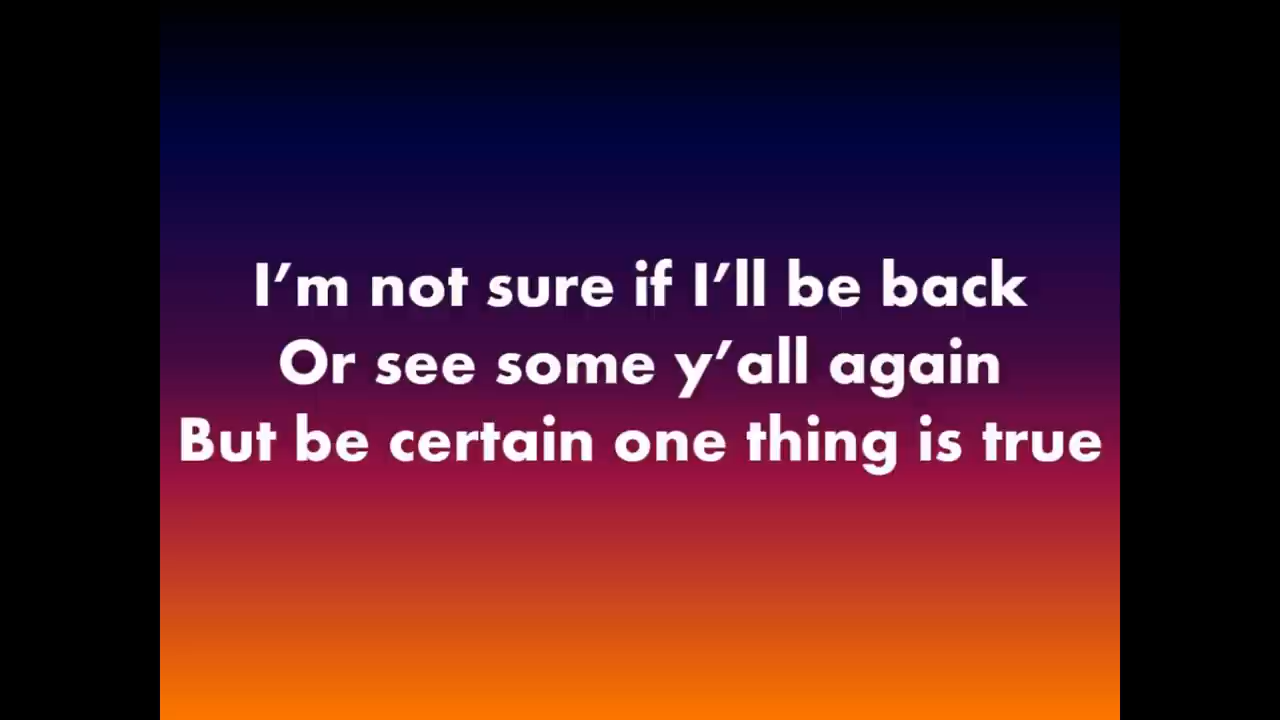 I’m not sure if I’ll be back
Or see some y’all again
But be certain one thing is true